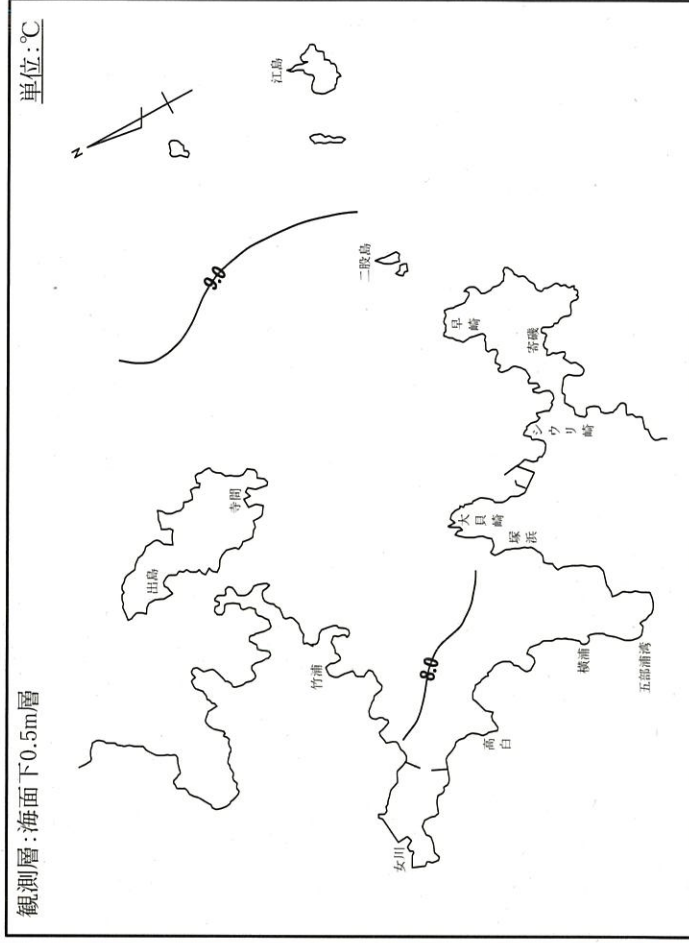 観測層:海面下0.5m層
単位:℃
N
江島
9.0
二股島
早崎
寄磯
シウリ崎
寺間
出島
大貝崎
塚浜
竹浦
8.0
横浦
五部浦湾
高白
女川